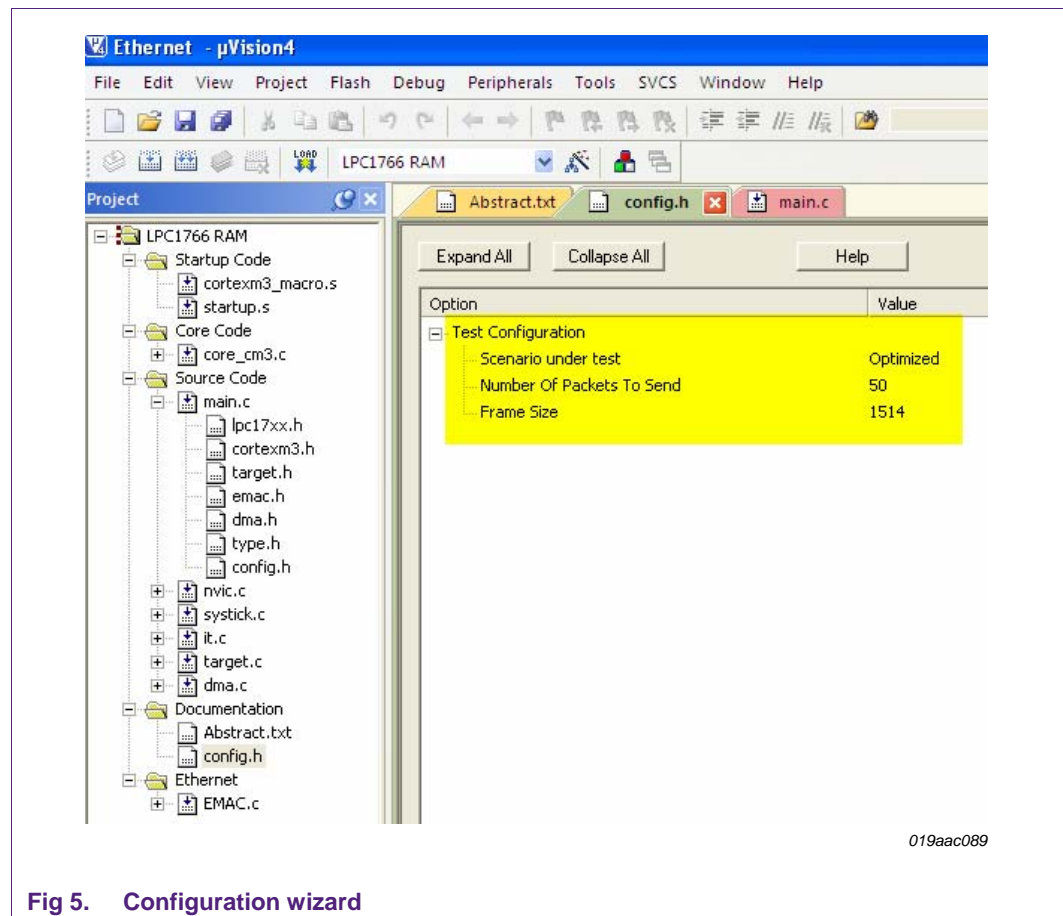 Ethernet - µVision4
File Edit View Project Flash Debug Peripherals Tools SVCS Window Help
LOAD LPC1766 RAM
Project
Abstract.txt config.h main.c
LPC1766 RAM
Startup Code
cortexm3_macro.s
startup.s
Core Code
core_cm3.c
Source Code
main.c
lpc17xx.h
cortexm3.h
target.h
emac.h
dma.h
type.h
config.h
nvic.c
systick.c
it.c
target.c
dma.c
Documentation
Abstract.txt
config.h
Ethernet
EMAC.c
Expand All Collapse All Help
Option Value
Test Configuration
Scenario under test Optimized
Number Of Packets To Send 50
Frame Size 1514
019aac089
Fig 5. Configuration wizard